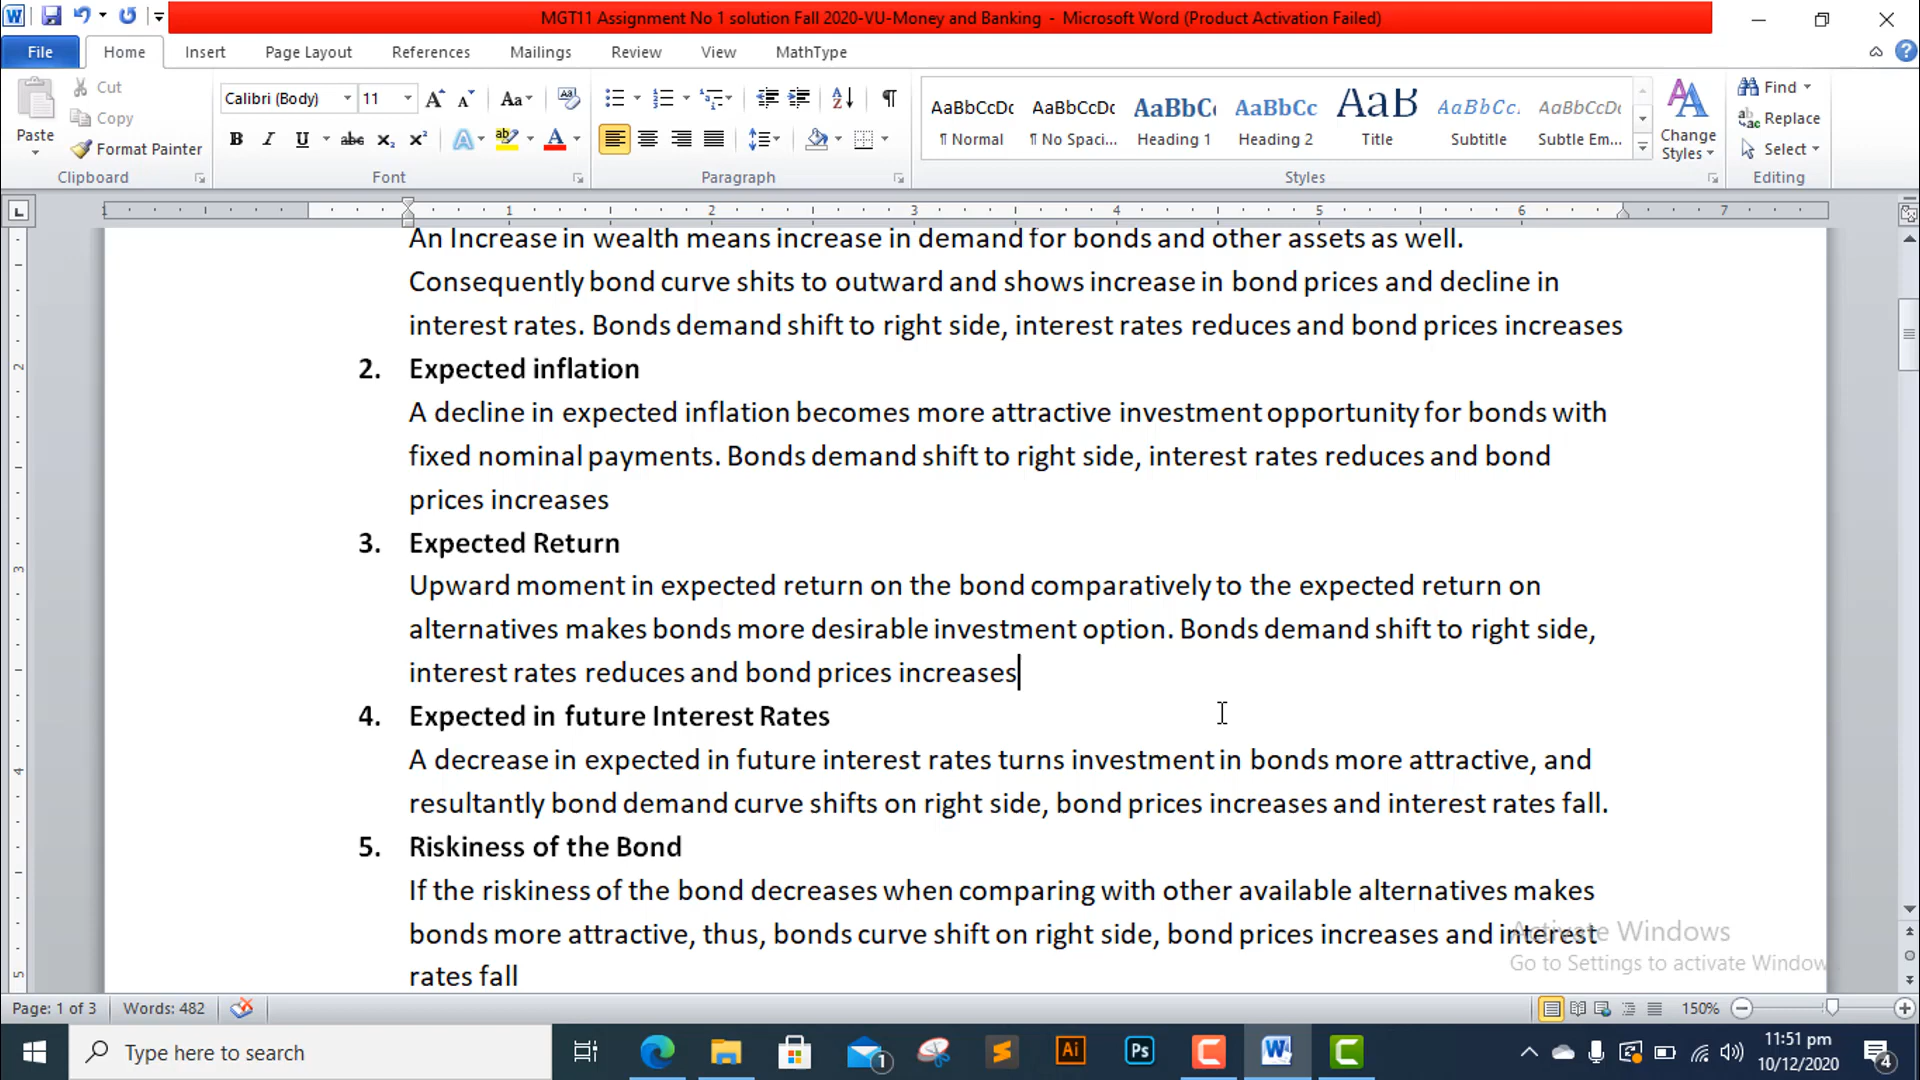 MGT11 Assignment No 1 solution Fall 2020-VU-Money and Banking - Microsoft Word (Product Activation Failed)
File Home Insert Page Layout References Mailings Review View MathType
Cut
Copy
Format Painter
Paste
Clipboard
Calibri (Body) 11
Font
Paragraph
AaBbCcDc AaBbCcDc AaBbC AaBbCc AaB AaBbCc. AaBbCcDc
¶ Normal ¶ No Spaci... Heading 1 Heading 2 Title Subtitle Subtle Em...
Styles
Change Styles
Find
Replace
Select
Editing
1 1 2 3 4 5 6 7
An Increase in wealth means increase in demand for bonds and other assets as well.
Consequently bond curve shits to outward and shows increase in bond prices and decline in
interest rates. Bonds demand shift to right side, interest rates reduces and bond prices increases
2. Expected inflation
A decline in expected inflation becomes more attractive investment opportunity for bonds with
fixed nominal payments. Bonds demand shift to right side, interest rates reduces and bond
prices increases
3. Expected Return
Upward moment in expected return on the bond comparatively to the expected return on
alternatives makes bonds more desirable investment option. Bonds demand shift to right side,
interest rates reduces and bond prices increases
4. Expected in future Interest Rates
A decrease in expected in future interest rates turns investment in bonds more attractive, and
resultantly bond demand curve shifts on right side, bond prices increases and interest rates fall.
5. Riskiness of the Bond
If the riskiness of the bond decreases when comparing with other available alternatives makes
bonds more attractive, thus, bonds curve shift on right side, bond prices increases and interest
rates fall
Activate Windows
Go to Settings to activate Window
Page: 1 of 3 Words: 482 150%
Type here to search
11:51 pm
10/12/2020